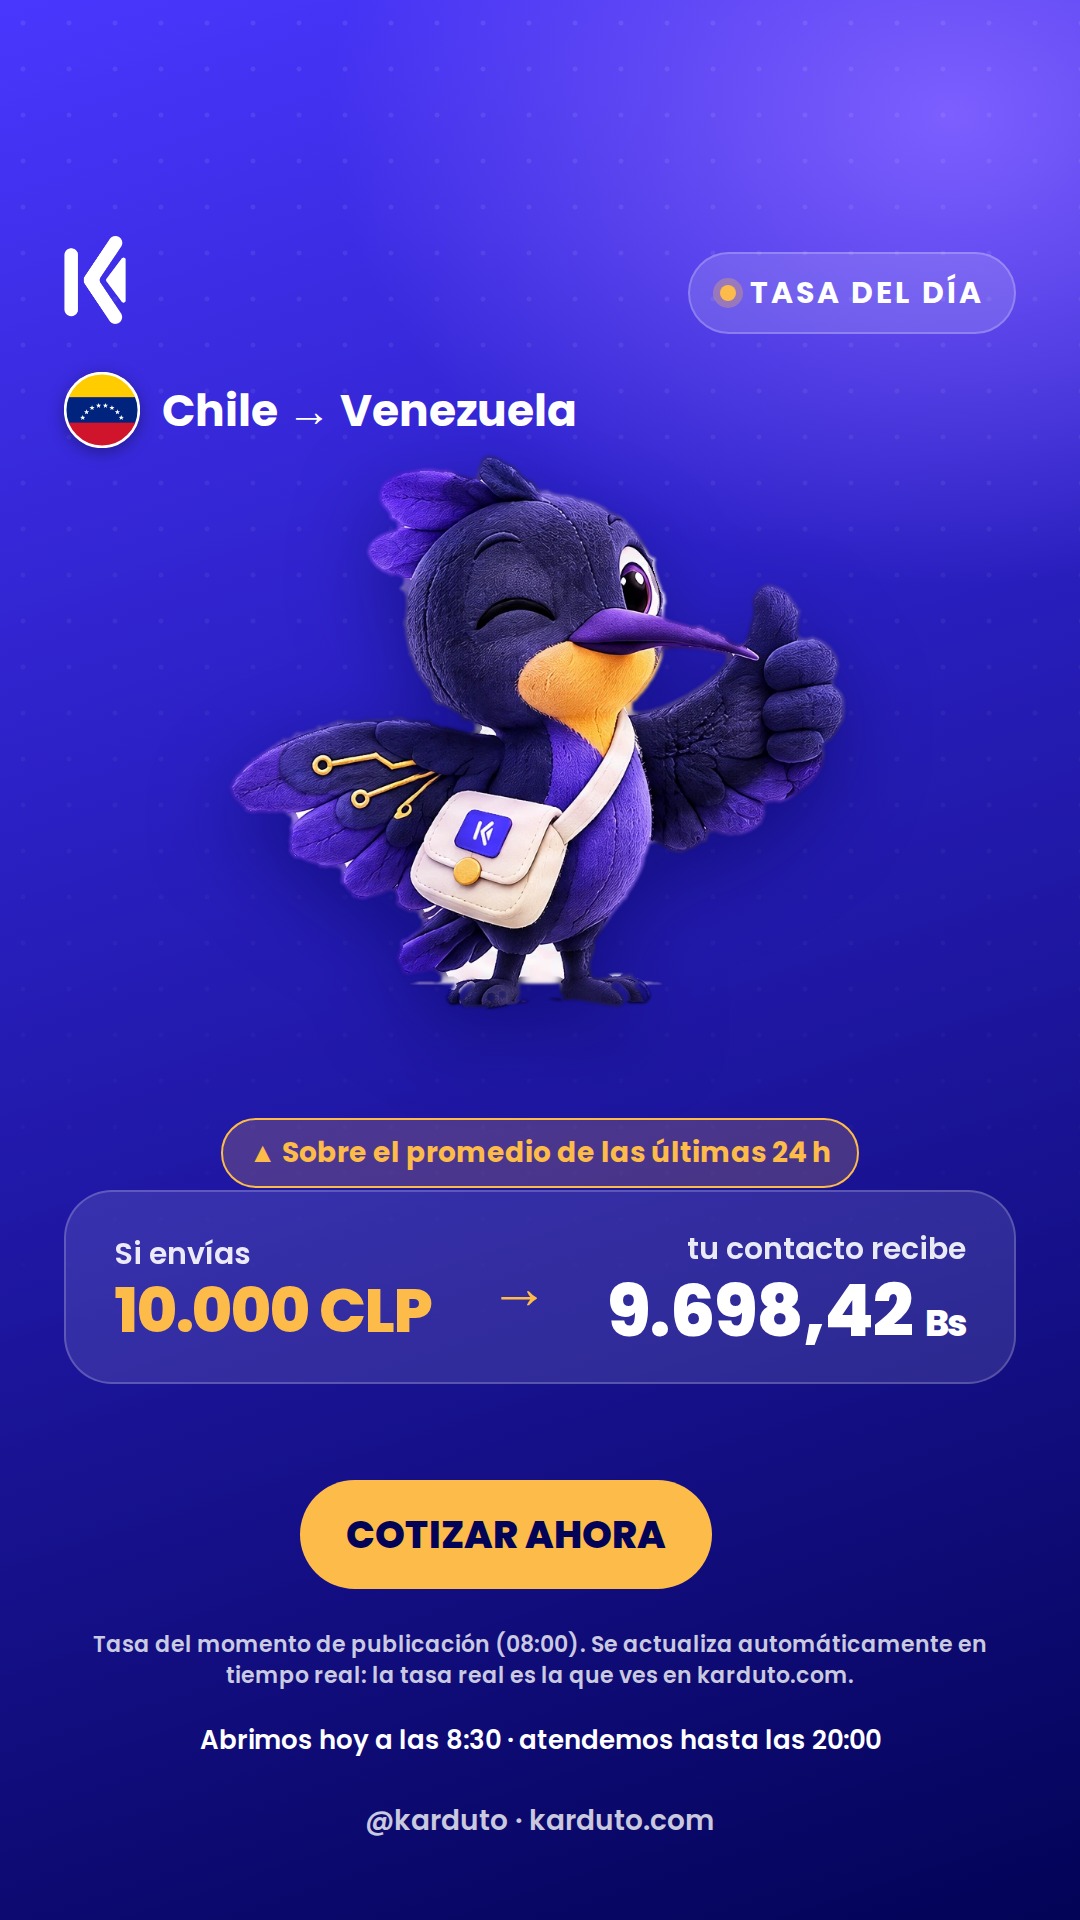 TASA DEL DÍA
Chile → Venezuela
▲ Sobre el promedio de las últimas 24 h
Si envías
10.000 CLP
→
tu contacto recibe
9.698,42 Bs
COTIZAR AHORA
Tasa del momento de publicación (08:00). Se actualiza automáticamente en
tiempo real: la tasa real es la que ves en karduto.com.
Abrimos hoy a las 8:30 · atendemos hasta las 20:00
@karduto · karduto.com